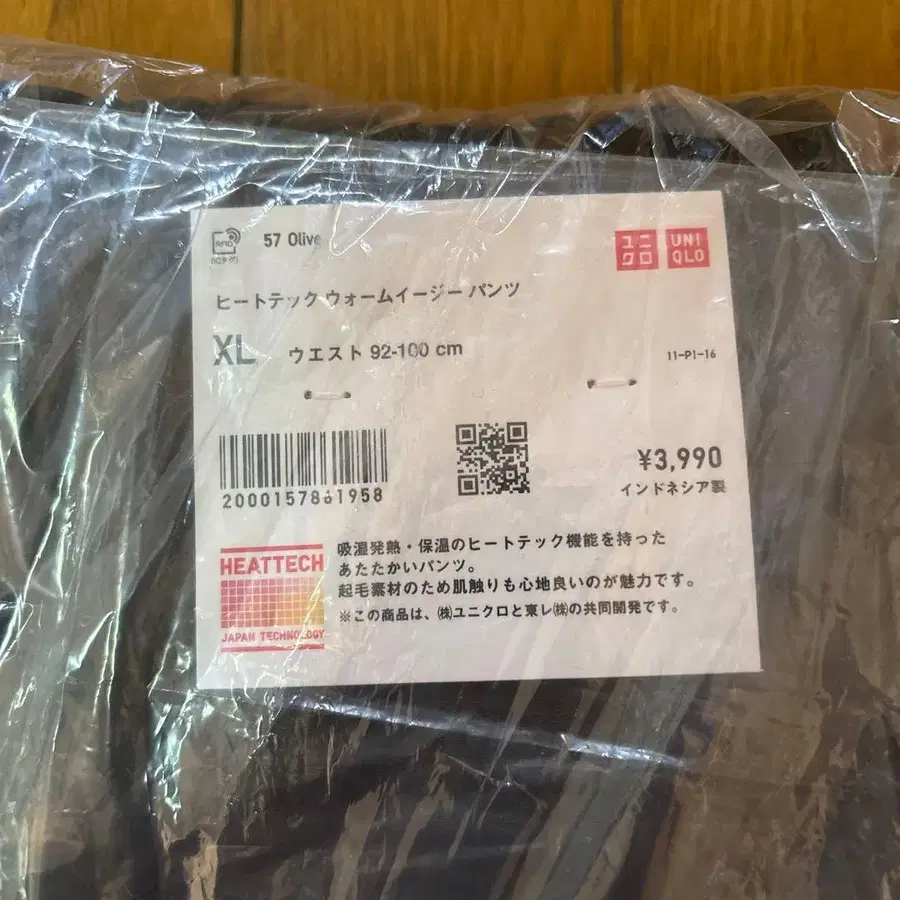 RFID
57 Olive
ユニクロ
UNIQLO
ヒートテック ウォームイージー パンツ
XL ウエスト 92-100 cm
11-P1-16
¥3,990
インドネシア製
2000157861958
HEATTECH
JAPAN TECHNOLOGY
吸湿発熱・保温のヒートテック機能を持った
あたたかいパンツ。
起毛素材のため肌触りも心地良いのが魅力です。
※この商品は、㈱ユニクロと東レ㈱の共同開発です。